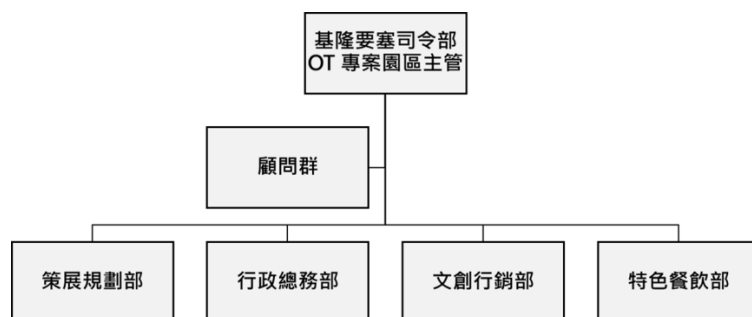 基隆要塞司令部
OT 專案園區主管
顧問群
策展規劃部
行政總務部
文創行銷部
特色餐飲部